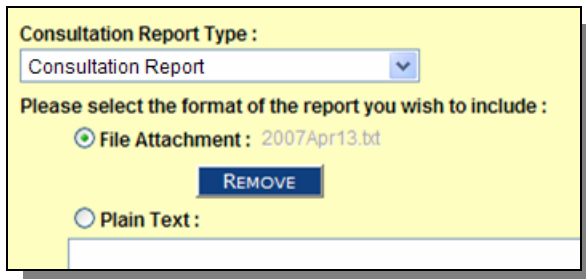 Consultation Report Type :
Consultation Report
Please select the format of the report you wish to include :
File Attachment : 2007Apr13.txt
REMOVE
Plain Text :